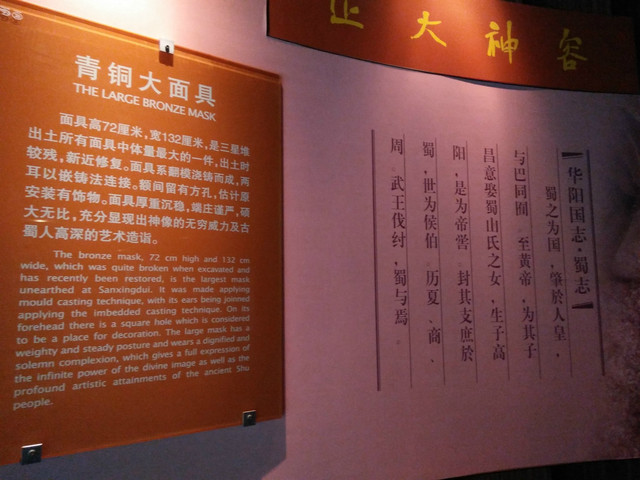 青铜大面具
THE LARGE BRONZE MASK
面具高72厘米，宽132厘米，是三星堆
出土所有面具中体量最大的一件，出土时
较残，新近修复。面具系翻模浇铸而成，两
耳以嵌铸法连接。额间留有方孔，估计原
安装有饰物。面具厚重沉稳，端庄谨严，硕
大无比，充分显现出神像的无穷威力及古
蜀人高深的艺术造诣。
The bronze mask, 72 cm high and 132 cm
wide, which was quite broken when excavated and
has recently been restored, is the largest mask
unearthed at Sanxingdui. It was made applying
mould casting technique, with its ears being joinned
applying the imbedded casting technique. On its
forehead there is a square hole which is considered
to be a place for decoration. The large mask has a
weighty and steady posture and wears a dignified and
solemn complexion, which gives a full expression of
the infinite power of the divine image as well as the
profound artistic attainments of the ancient Shu
people.
正大神容
华阳国志·蜀志
蜀之为国，肇於人皇，
与巴同囿。至黄帝，为其子
昌意娶蜀山氏之女，生子高
阳，是为帝喾。封其支庶於
蜀，世为侯伯。历夏、商、
周，武王伐纣，蜀与焉。